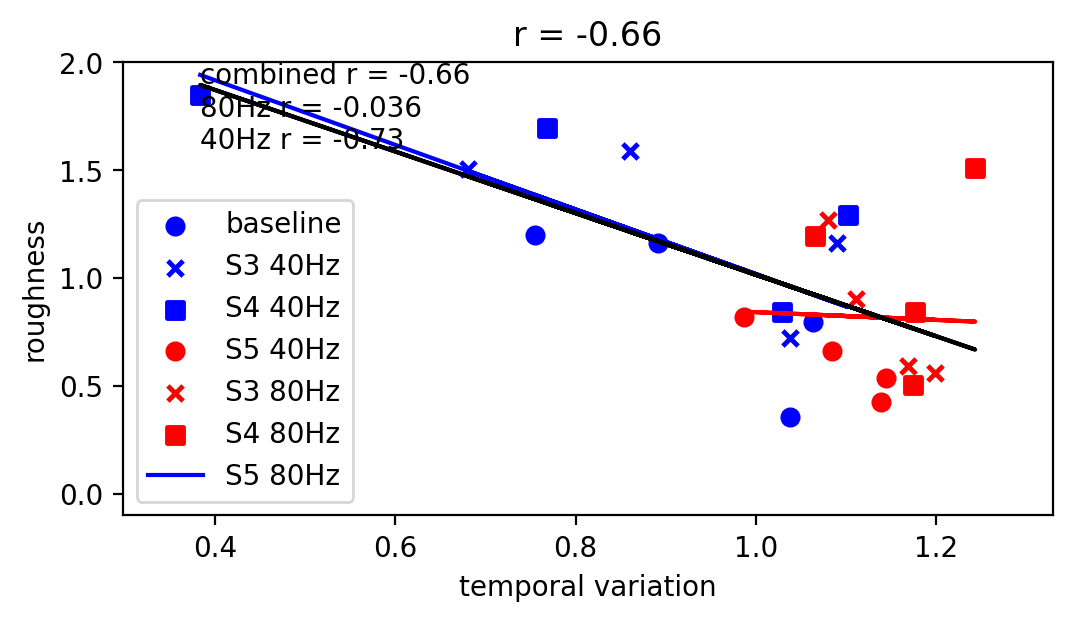 r = -0.66
combined r = -0.66
80Hz r = -0.036
40Hz r = -0.73
2.0
1.5
1.0
0.5
0.0
roughness
baseline
S3 40Hz
S4 40Hz
S5 40Hz
S3 80Hz
S4 80Hz
S5 80Hz
0.4 0.6 0.8 1.0 1.2
temporal variation